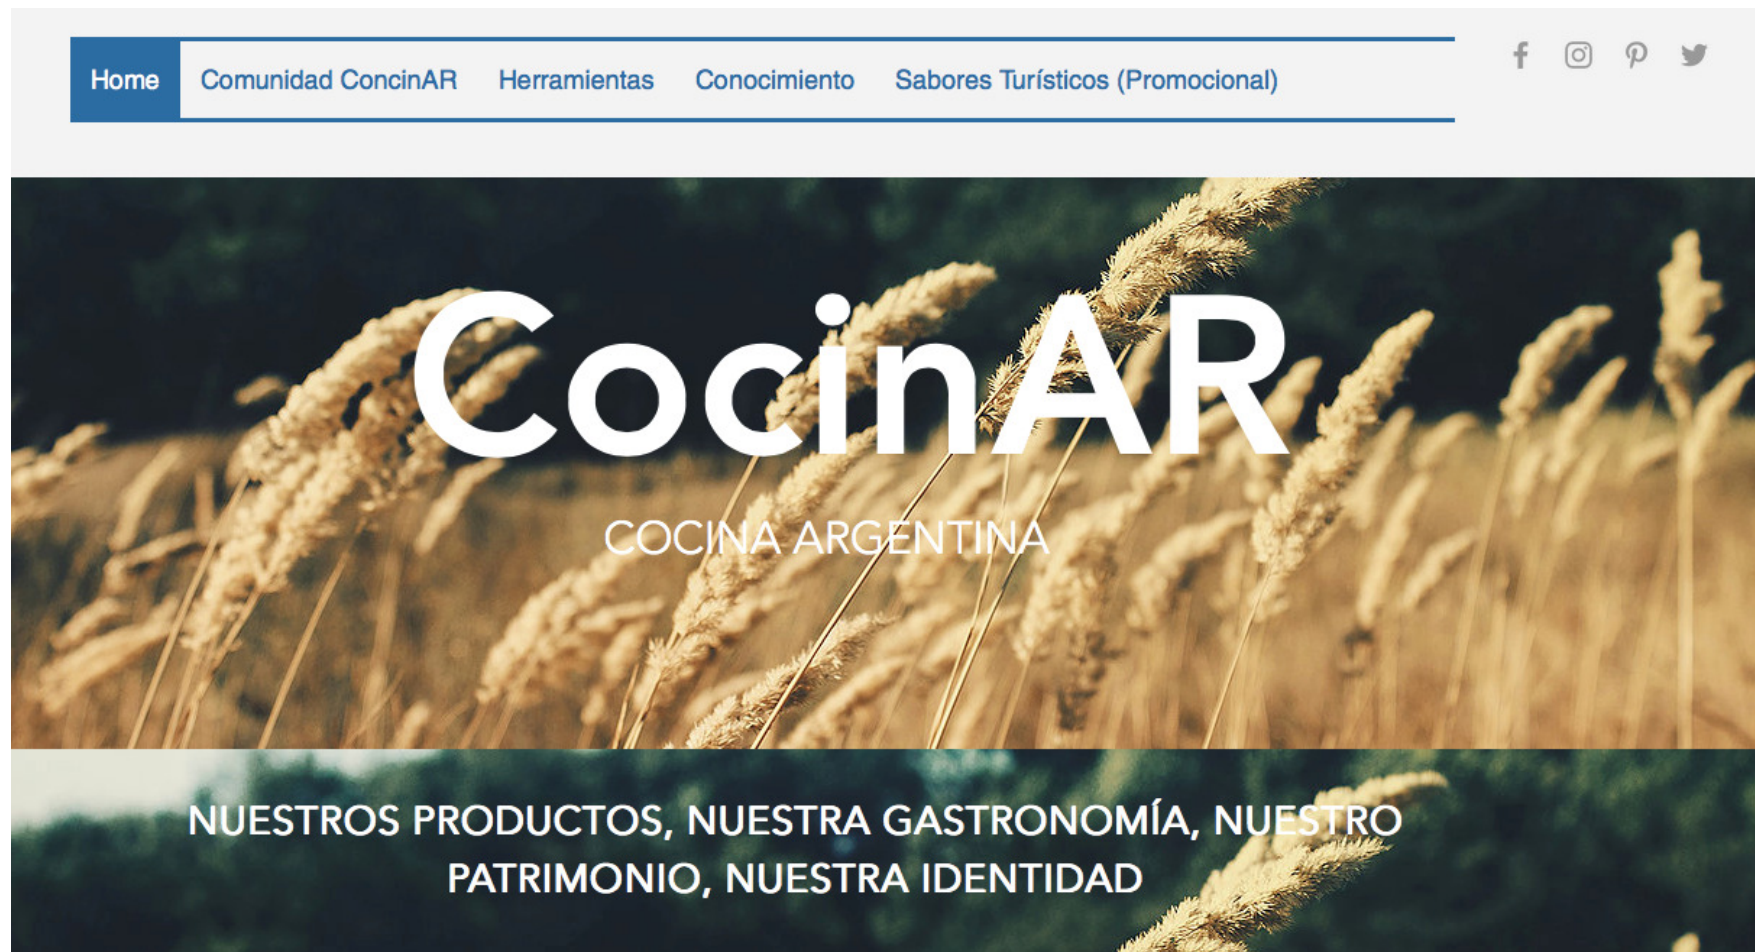 Home Comunidad ConcinAR Herramientas Conocimiento Sabores Turísticos (Promocional)
CocinAR
COCINA ARGENTINA
NUESTROS PRODUCTOS, NUESTRA GASTRONOMÍA, NUESTRO
PATRIMONIO, NUESTRA IDENTIDAD